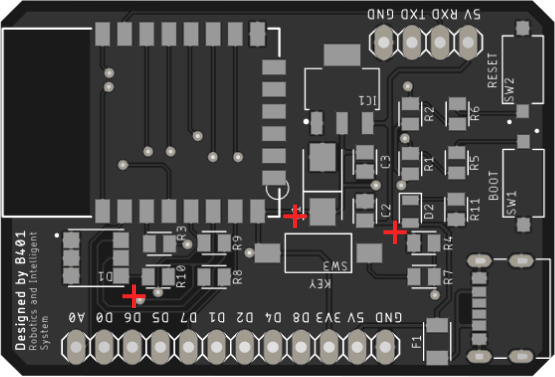 GND TXD RXD 5V
RESET
SW2
IC1
R2
R6
C3
R1
R5
BOOT
SW1
C2
D2
R11
R3
R9
R4
D1
R10
R8
SW3
KEY
R7
Designed by B401
Robotics and Intelligent
System
A0 D0 D6 D5 D7 D1 D2 D4 D8 3V3 5V GND
F1